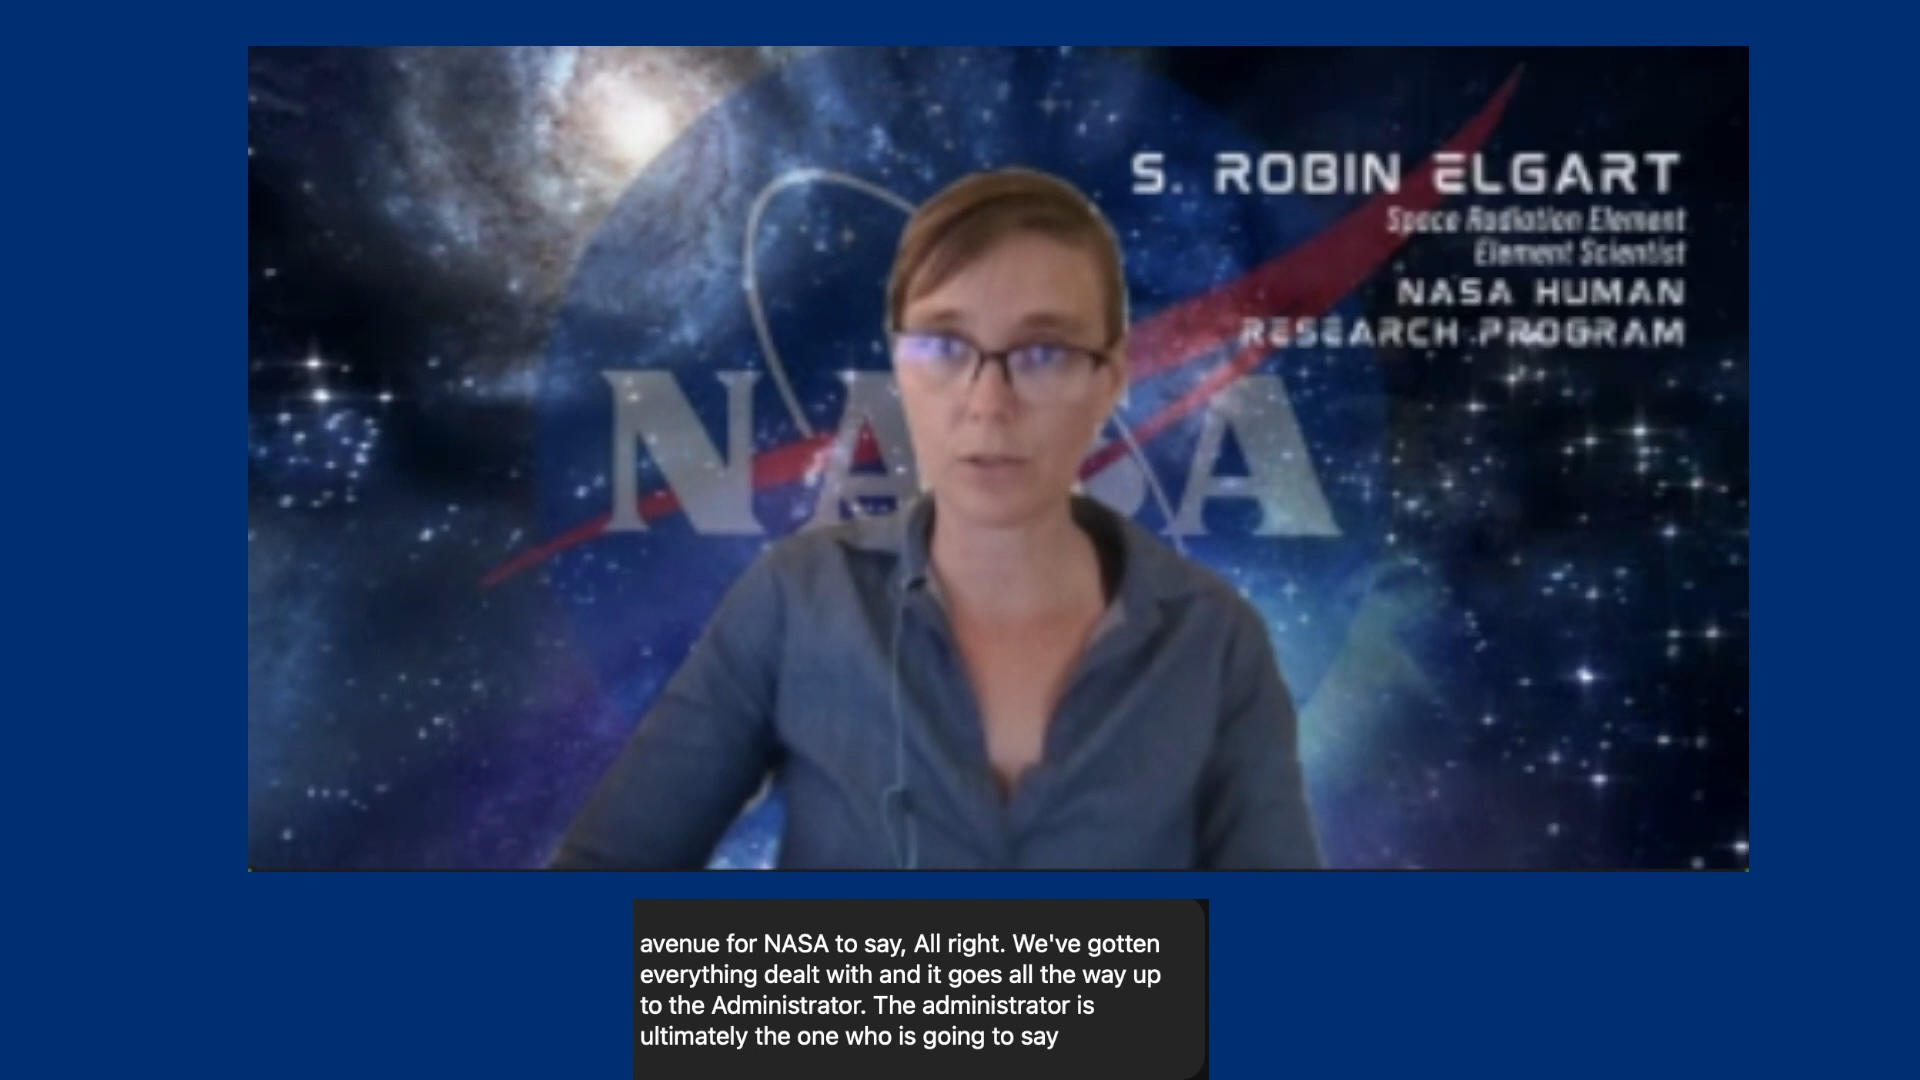 S. ROBIN ELGART
Space Radiation Element
Element Scientist
NASA HUMAN
RESEARCH PROGRAM
NASA
avenue for NASA to say, All right. We've gotten
everything dealt with and it goes all the way up
to the Administrator. The administrator is
ultimately the one who is going to say